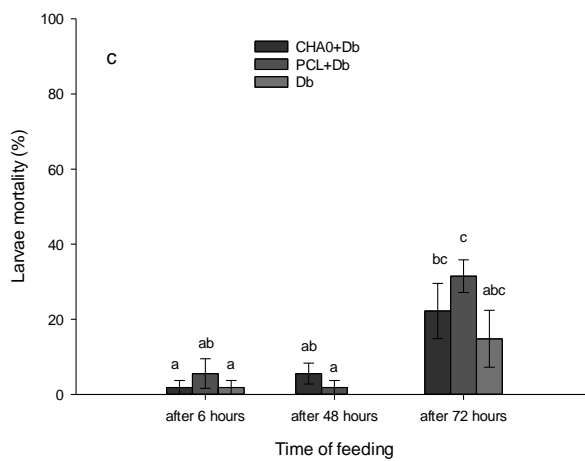 c
CHA0+Db
PCL+Db
Db
Larvae mortality (%)
100
80
60
40
20
0
a
ab
a
ab
a
bc
c
abc
after 6 hours
after 48 hours
after 72 hours
Time of feeding